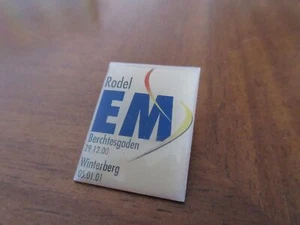 Rodel
EM
Berchtesgaden
29.12.00
Winterberg
05.01.01